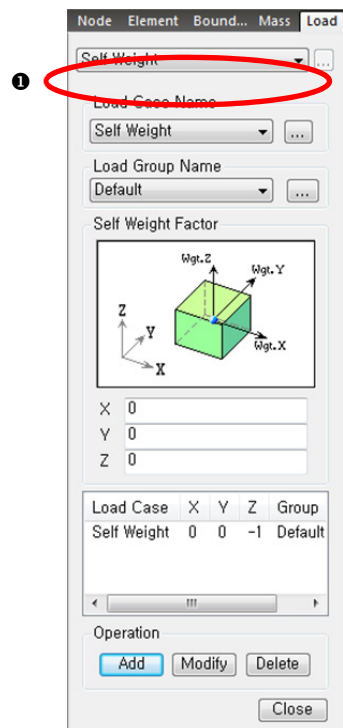 Node Element Boun... Mass Load
Self Weight ...
❶
Load Case Name
Self Weight ...
Load Group Name
Default ...
Self Weight Factor
Wgt.Z
Wgt.Y
Z
Y
Wgt.X
X
X 0
Y 0
Z 0
Load Case X Y Z Group
Self Weight 0 0 -1 Default
Operation
Add Modify Delete
Close